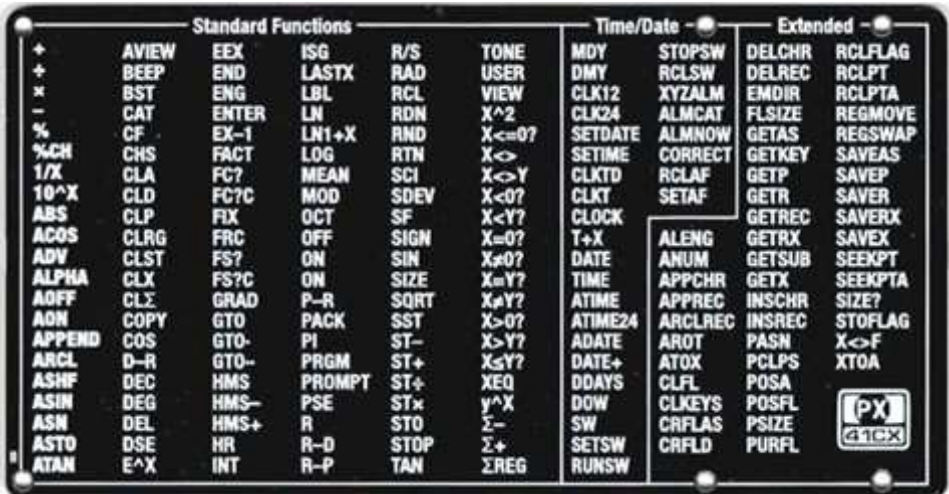 Standard Functions
+
÷
×
−
%
%CH
1/X
10^X
ABS
ACOS
ADV
ALPHA
AOFF
AON
APPEND
ARCL
ASHF
ASIN
ASN
ASTO
ATAN
AVIEW
BEEP
BST
CAT
CF
CHS
CLA
CLD
CLP
CLRG
CLST
CLX
CLΣ
COPY
COS
D–R
DEC
DEG
DEL
DSE
E^X
EEX
END
ENG
ENTER
EX–1
FACT
FC?
FC?C
FIX
FRC
FS?
FS?C
GRAD
GTO
GTO·
GTO··
HMS
HMS–
HMS+
HR
INT
ISG
LASTX
LBL
LN
LN1+X
LOG
MEAN
MOD
OCT
OFF
ON
ON
P–R
PACK
PI
PRGM
PROMPT
PSE
R
R–D
R–P
R/S
RAD
RCL
RDN
RND
RTN
SCI
SDEV
SF
SIGN
SIN
SIZE
SQRT
SST
ST–
ST+
ST÷
ST×
STO
STOP
TAN
TONE
USER
VIEW
X^2
X<=0?
X<>
X<>Y
X<0?
X<Y?
X=0?
X≠0?
X=Y?
X≠Y?
X>0?
X>Y?
X≤Y?
XEQ
y^X
Σ–
Σ+
ΣREG
Time/Date
MDY
DMY
CLK12
CLK24
SETDATE
SETIME
CLKTD
CLKT
CLOCK
T+X
DATE
TIME
ATIME
ATIME24
ADATE
DATE+
DDAYS
DOW
SW
SETSW
RUNSW
STOPSW
RCLSW
XYZALM
ALMCAT
ALMNOW
CORRECT
RCLAF
SETAF
Extended
ALENG
ANUM
APPCHR
APPREC
ARCLREC
AROT
ATOX
CLFL
CLKEYS
CRFLAS
CRFLD
DELCHR
DELREC
EMDIR
FLSIZE
GETAS
GETKEY
GETP
GETR
GETREC
GETRX
GETSUB
GETX
INSCHR
INSREC
PASN
PCLPS
POSA
POSFL
PSIZE
PURFL
RCLFLAG
RCLPT
RCLPTA
REGMOVE
REGSWAP
SAVEAS
SAVEP
SAVER
SAVERX
SAVEX
SEEKPT
SEEKPTA
SIZE?
STOFLAG
X<>F
XTOA
PX
41CX